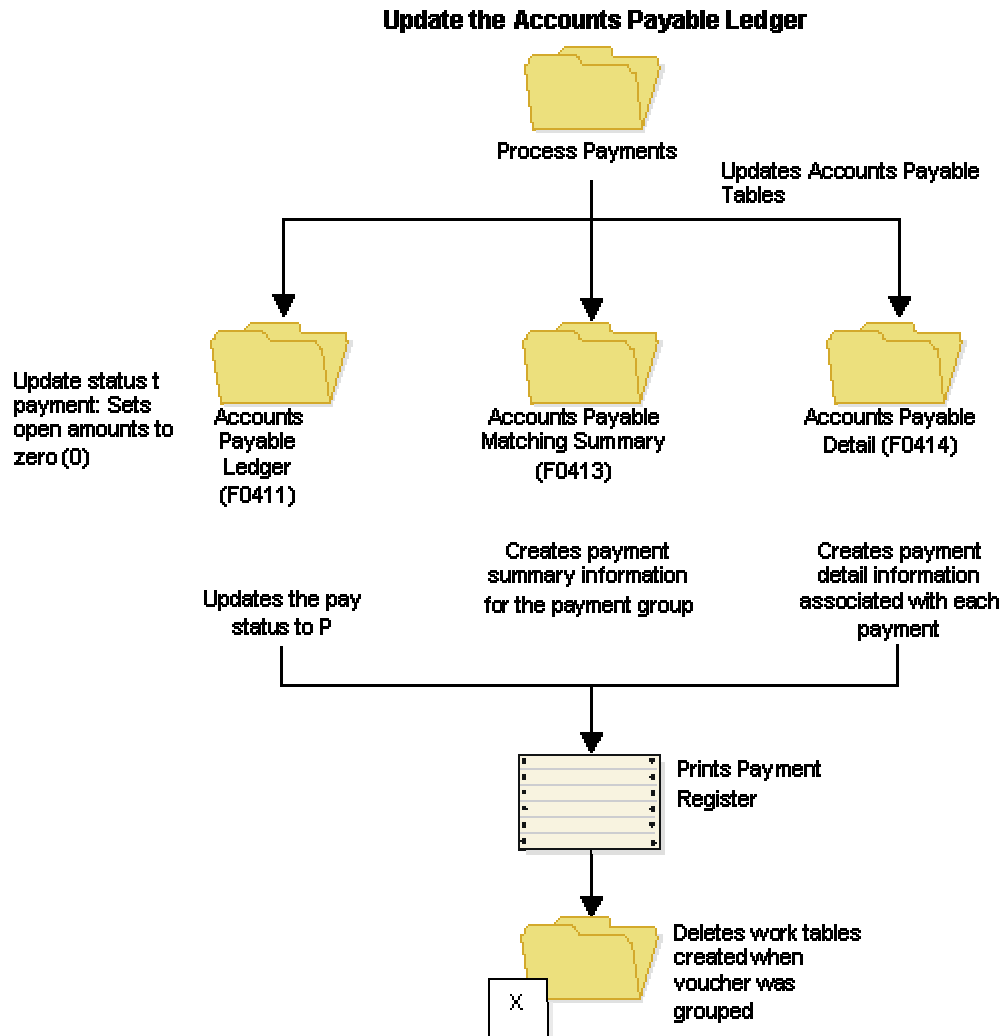 Update the Accounts Payable Ledger
Process Payments
Updates Accounts Payable
Tables
Update status t
payment: Sets
open amounts to
zero (0)
Accounts
Payable
Ledger
(F0411)
Accounts Payable
Matching Summary
(F0413)
Accounts Payable
Detail (F0414)
Updates the pay
status to P
Creates payment
summary information
for the payment group
Creates payment
detail information
associated with each
payment
Prints Payment
Register
Deletes work tables
created when
voucher was
grouped
X